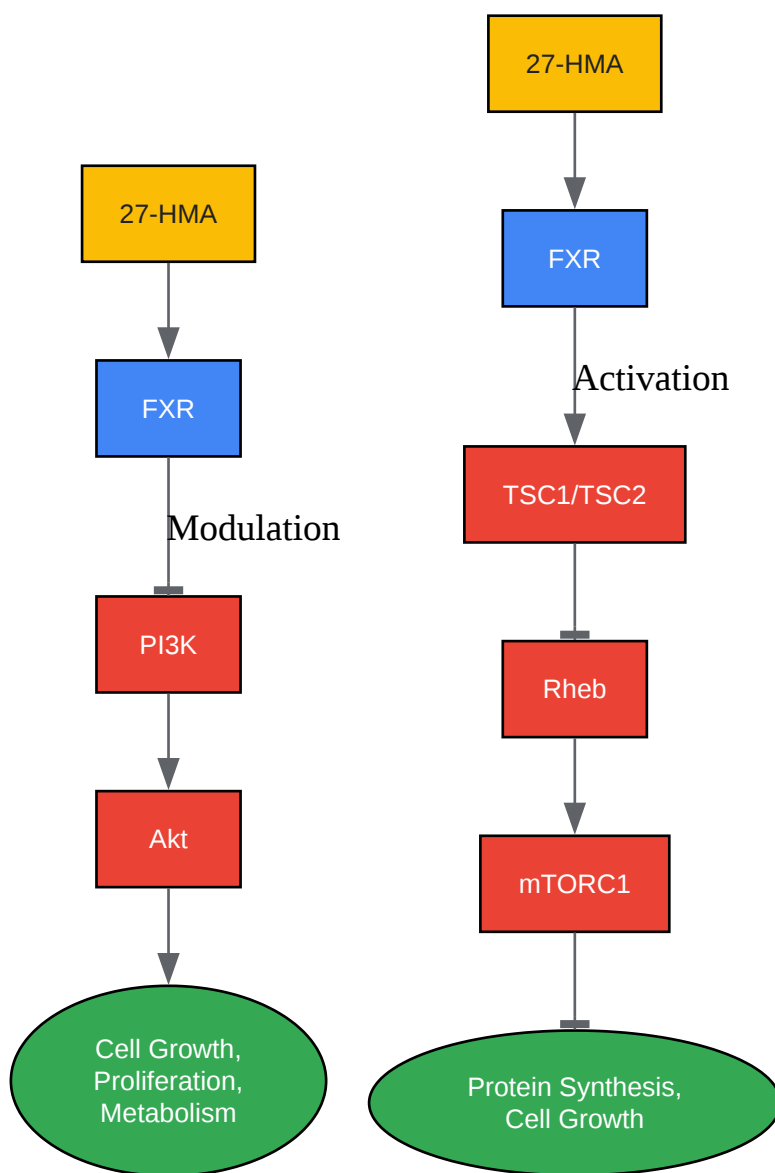 27-HMA
FXR
Modulation
PI3K
Akt
Cell Growth,
Proliferation,
Metabolism
27-HMA
FXR
Activation
TSC1/TSC2
Rheb
mTORC1
Protein Synthesis,
Cell Growth